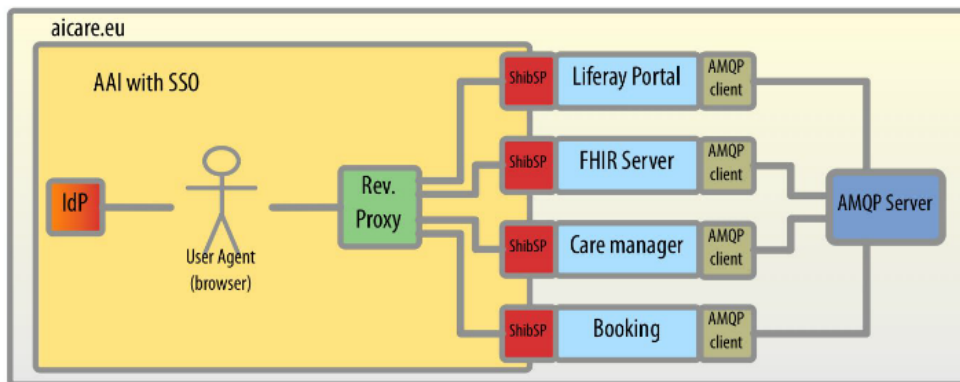 aicare.eu
AAI with SSO
IdP
User Agent
(browser)
Rev.
Proxy
ShibSP
Liferay Portal
AMQP
client
ShibSP
FHIR Server
AMQP
client
ShibSP
Care manager
AMQP
client
ShibSP
Booking
AMQP
client
AMQP Server